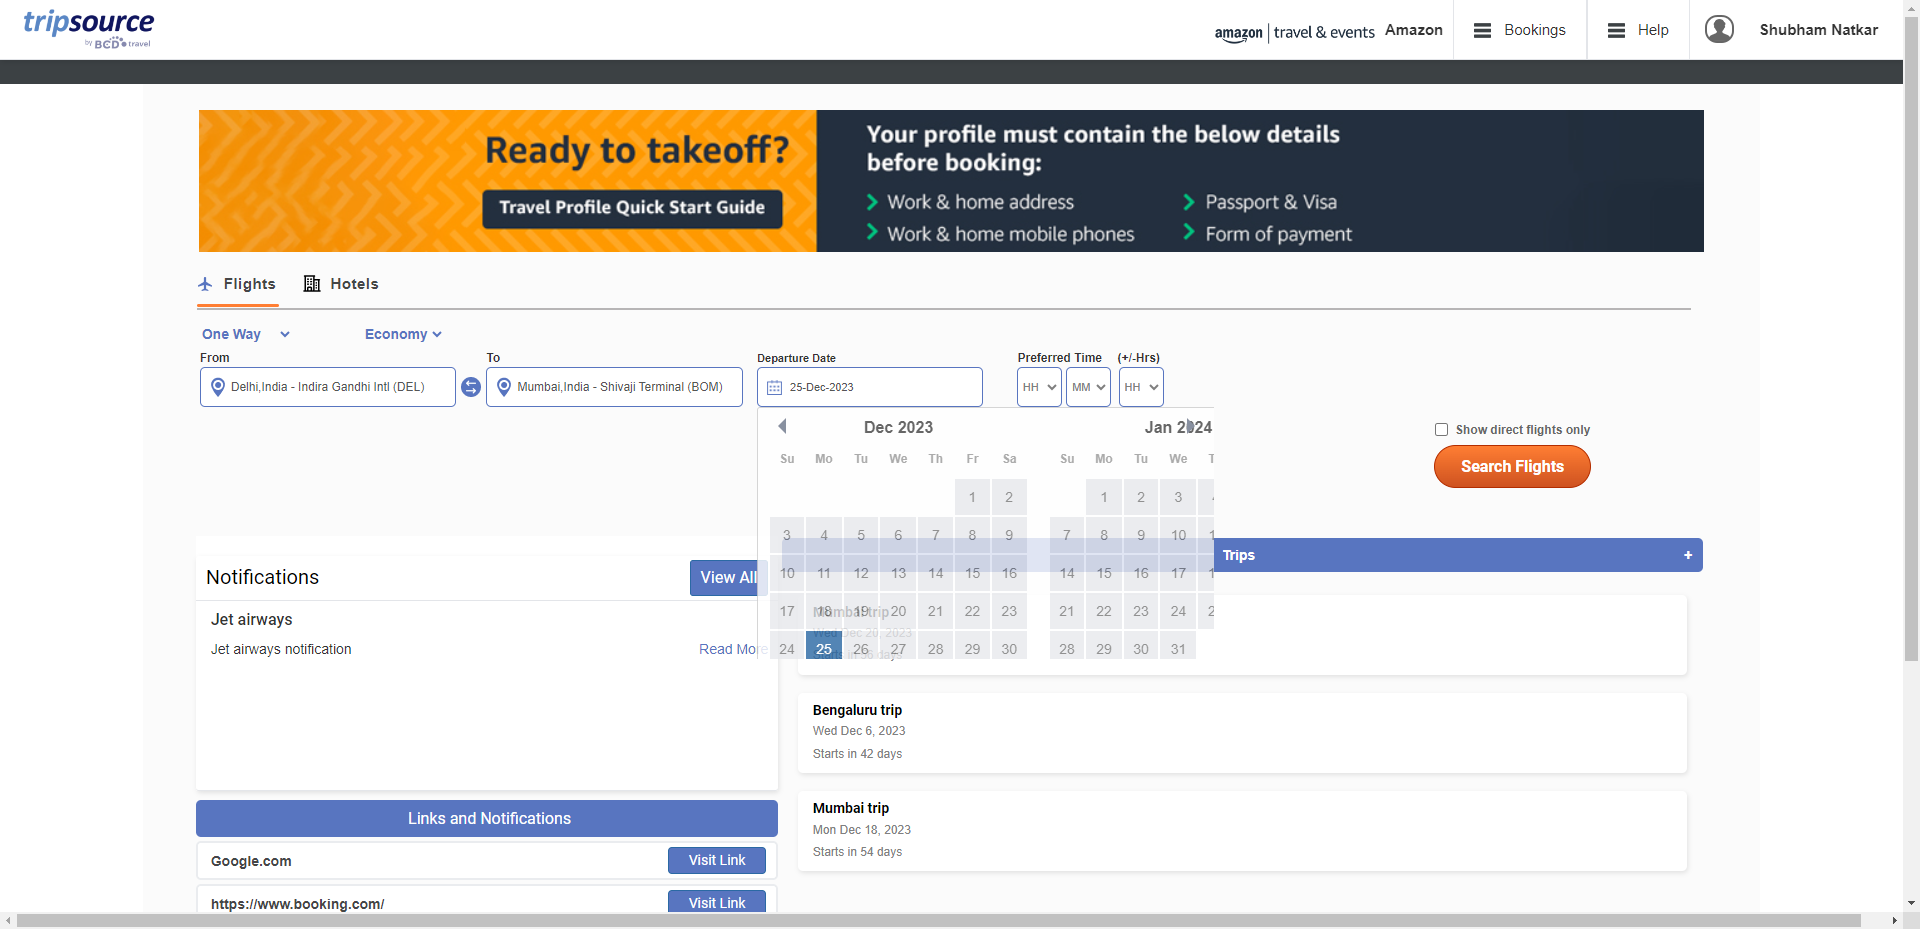 tripsource
by BCD travel
amazon | travel & events Amazon
Bookings
Help
Shubham Natkar
Ready to takeoff?
Travel Profile Quick Start Guide
Your profile must contain the below details
before booking:
Work & home address
Passport & Visa
Work & home mobile phones
Form of payment
Flights
Hotels
One Way
Economy
From
To
Departure Date
Preferred Time
(+/-Hrs)
Delhi,India - Indira Gandhi Intl (DEL)
Mumbai,India - Shivaji Terminal (BOM)
25-Dec-2023
HH
MM
HH
Dec 2023
Su Mo Tu We Th Fr Sa
1 2
3 4 5 6 7 8 9
10 11 12 13 14 15 16
17 18 19 20 21 22 23
24 25 26 27 28 29 30
Jan 2024
Su Mo Tu We
1 2 3
7 8 9 10
14 15 16 17
21 22 23 24
28 29 30 31
Show direct flights only
Search Flights
Trips +
Mumbai trip
Wed Dec 20, 2023
Starts in 56 days
Bengaluru trip
Wed Dec 6, 2023
Starts in 42 days
Mumbai trip
Mon Dec 18, 2023
Starts in 54 days
Notifications
View All
Jet airways
Jet airways notification
Read More
Links and Notifications
Google.com
Visit Link
https://www.booking.com/
Visit Link